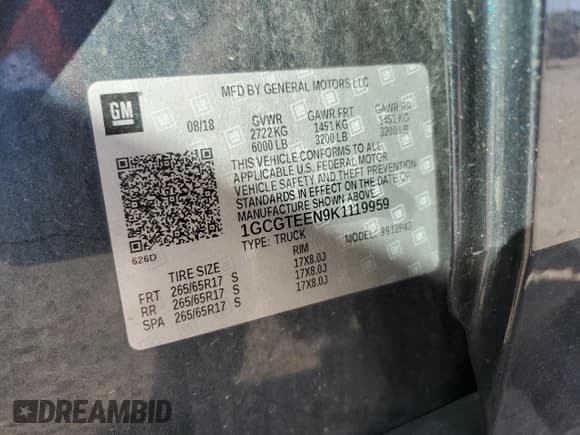 MFD BY GENERAL MOTORS LLC
GM
08/18 GVWR GAWR FRT GAWR RR
2722 KG 1451 KG 1451 KG
6000 LB 3200 LB 3200 LB
THIS VEHICLE CONFORMS TO ALL
APPLICABLE U.S. FEDERAL MOTOR
VEHICLE SAFETY AND THEFT PREVENTION
STANDARDS IN EFFECT ON THE DATE OF
MANUFACTURE SHOWN ABOVE.
1GCGTEEN9K1119959
626D TYPE: TRUCK MODEL:
TIRE SIZE RIM
FRT 265/65R17 S 17X8.0J
RR 265/65R17 S 17X8.0J
SPA 265/65R17 S 17X8.0J
DREAMBID